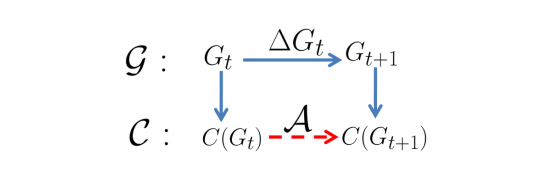 𝒢 : G_t ΔG_t G_{t+1}
𝒞 : C(G_t) 𝒜 C(G_{t+1})